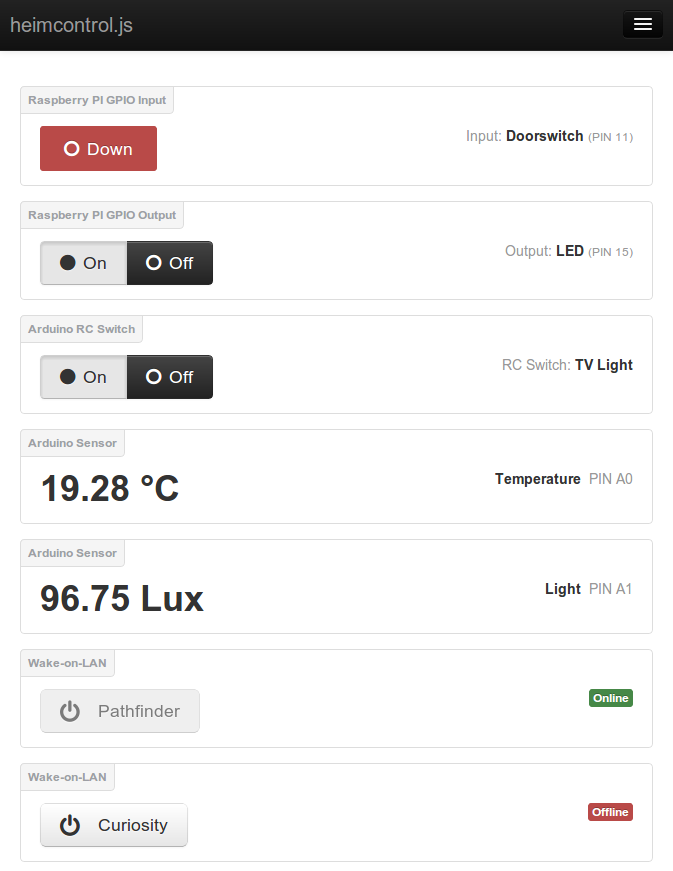 heimcontrol.js
Raspberry PI GPIO Input
Down
Input: Doorswitch (PIN 11)
Raspberry PI GPIO Output
On Off
Output: LED (PIN 15)
Arduino RC Switch
On Off
RC Switch: TV Light
Arduino Sensor
19.28 °C
Temperature PIN A0
Arduino Sensor
96.75 Lux
Light PIN A1
Wake-on-LAN
Pathfinder
Online
Wake-on-LAN
Curiosity
Offline